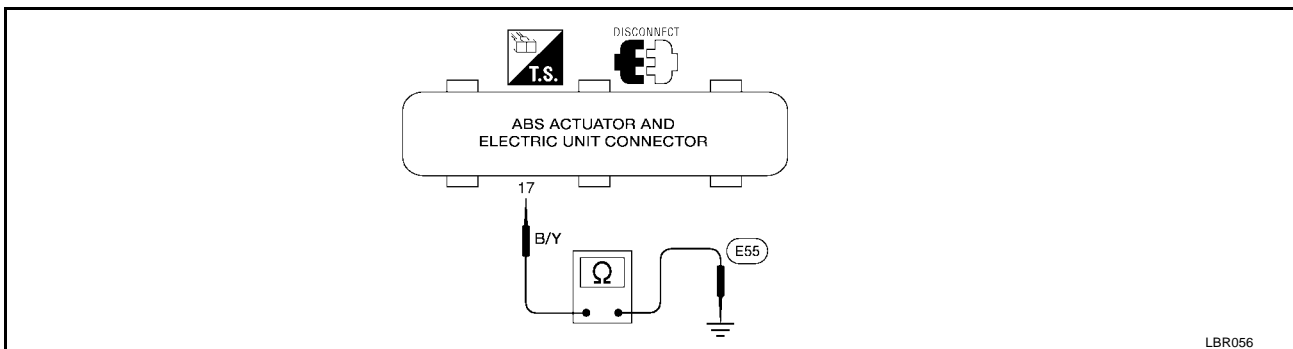 DISCONNECT
T.S.
ABS ACTUATOR AND
ELECTRIC UNIT CONNECTOR
17
B/Y
E55
Ω
LBR056